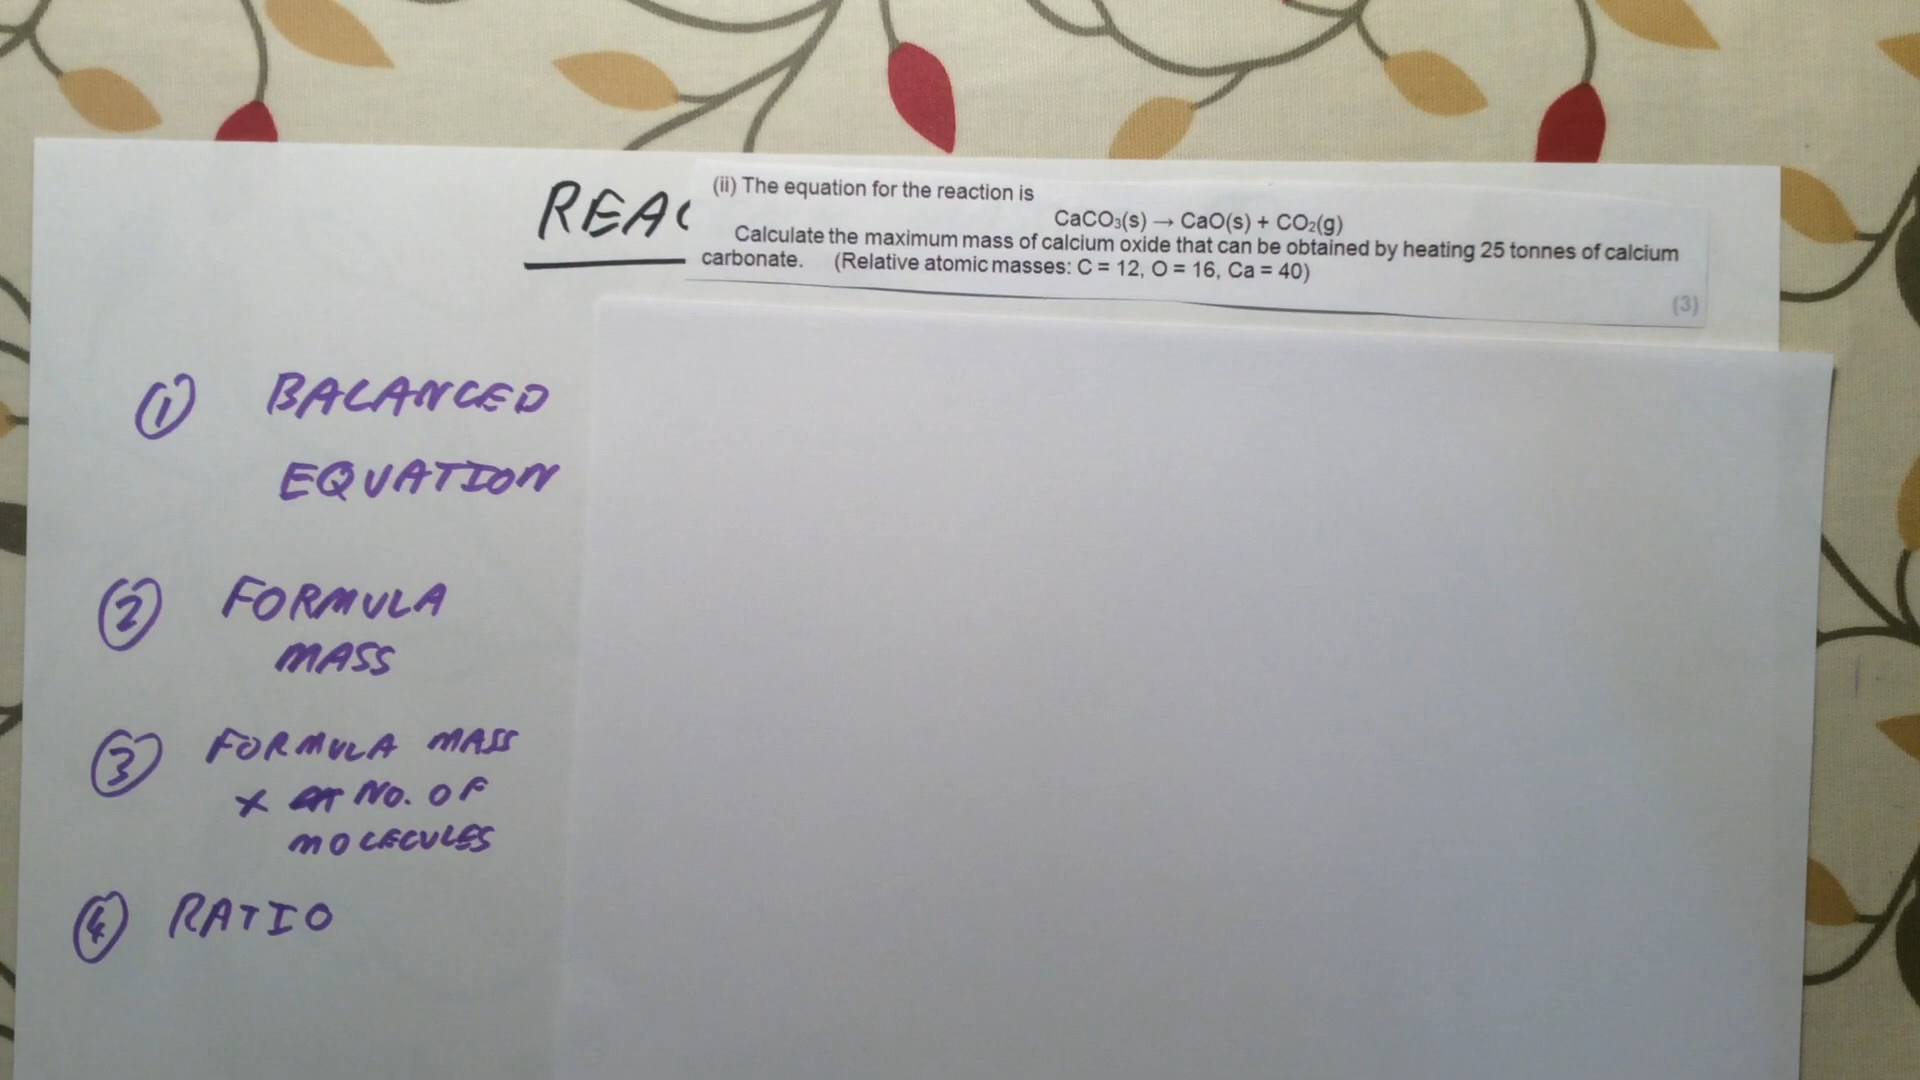 REAC
(ii) The equation for the reaction is
CaCO₃(s) → CaO(s) + CO₂(g)
Calculate the maximum mass of calcium oxide that can be obtained by heating 25 tonnes of calcium
carbonate. (Relative atomic masses: C = 12, O = 16, Ca = 40)
(3)
① BALANCED
EQUATION
② FORMULA
MASS
③ FORMULA MASS
× NO. OF
MOLECULES
④ RATIO